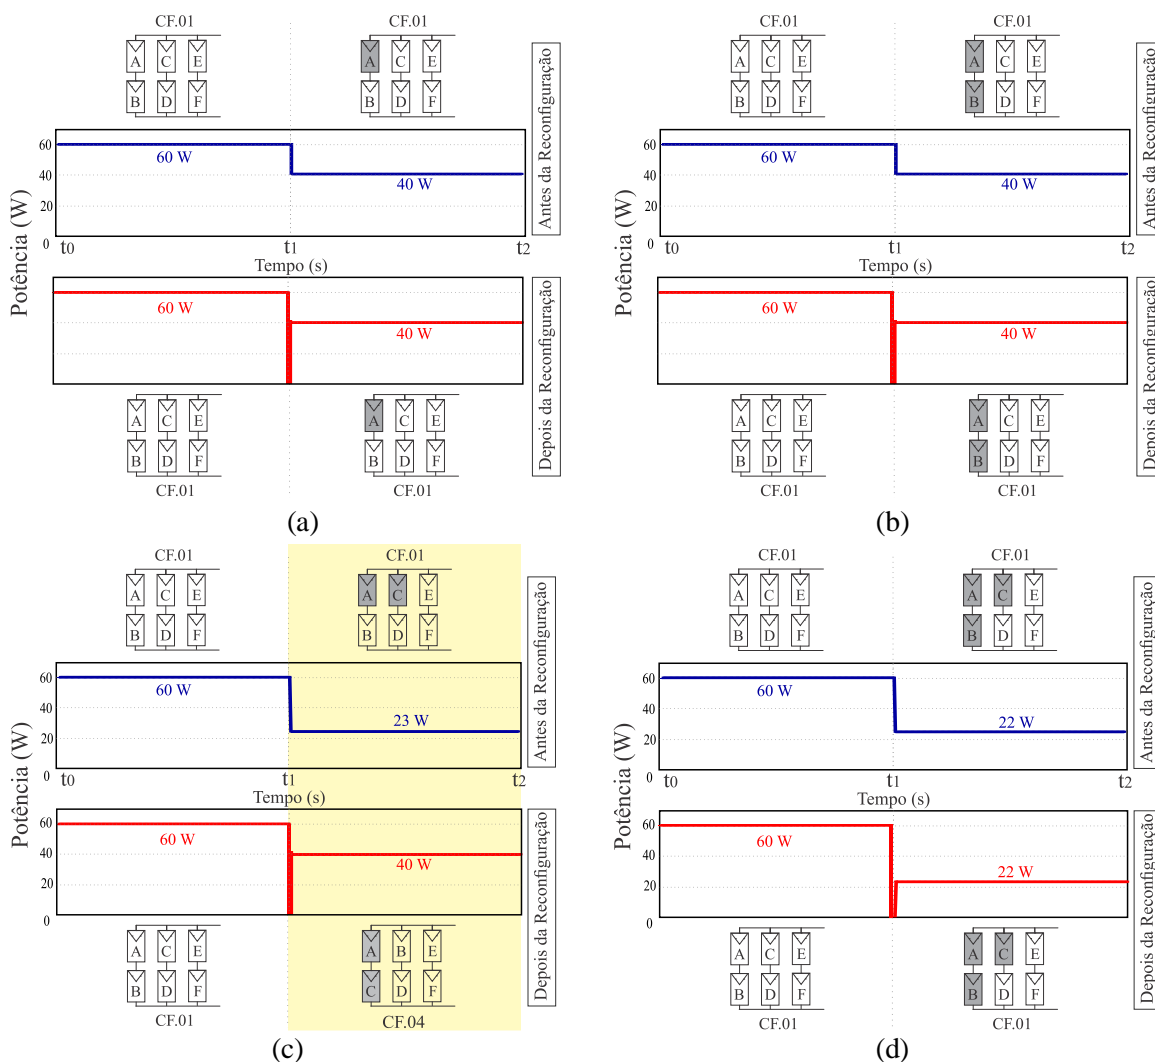 CF.01 CF.01
A C E A C E
B D F B D F
Antes da Reconfiguração
Potência (W)
60
40
20
0
60 W
40 W
t0 t1 t2
Tempo (s)
60 W
40 W
Depois da Reconfiguração
A C E A C E
B D F B D F
CF.01 CF.01
(a)
CF.01 CF.01
A C E A C E
B D F B D F
Antes da Reconfiguração
Potência (W)
60
40
20
0
60 W
40 W
t0 t1 t2
Tempo (s)
60 W
40 W
Depois da Reconfiguração
A C E A C E
B D F B D F
CF.01 CF.01
(b)
CF.01 CF.01
A C E A C E
B D F B D F
Antes da Reconfiguração
Potência (W)
60
40
20
0
60 W
23 W
t0 t1 t2
Tempo (s)
60
40
20
0
60 W
40 W
Depois da Reconfiguração
A C E A B E
B D F C D F
CF.01 CF.04
(c)
CF.01 CF.01
A C E A C E
B D F B D F
Antes da Reconfiguração
Potência (W)
60
40
20
0
60 W
22 W
t0 t1 t2
Tempo (s)
60
40
20
0
60 W
22 W
Depois da Reconfiguração
A C E A C E
B D F B D F
CF.01 CF.01
(d)